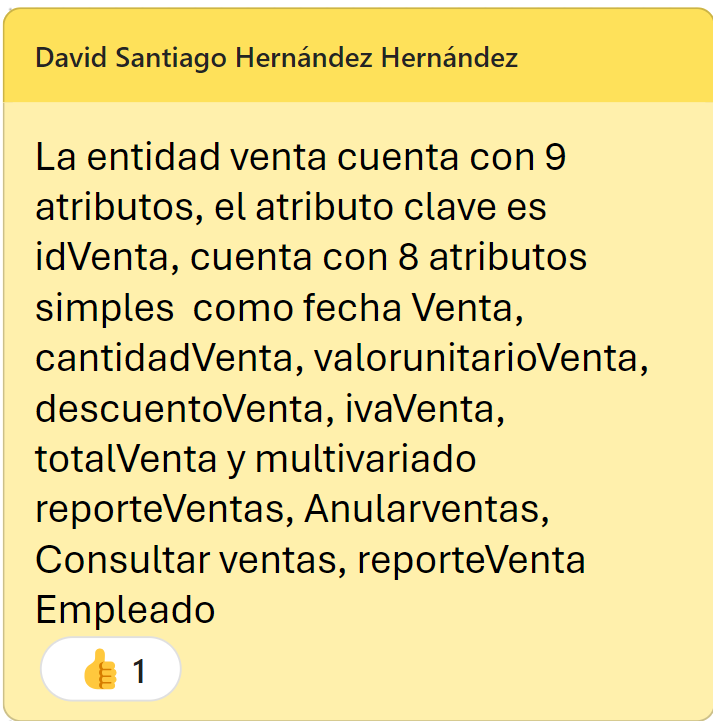 David Santiago Hernández Hernández
La entidad venta cuenta con 9
atributos, el atributo clave es
idVenta, cuenta con 8 atributos
simples  como fecha Venta,
cantidadVenta, valorunitarioVenta,
descuentoVenta, ivaVenta,
totalVenta y multivariado
reporteVentas, Anularventas,
Consultar ventas, reporteVenta
Empleado
👍 1